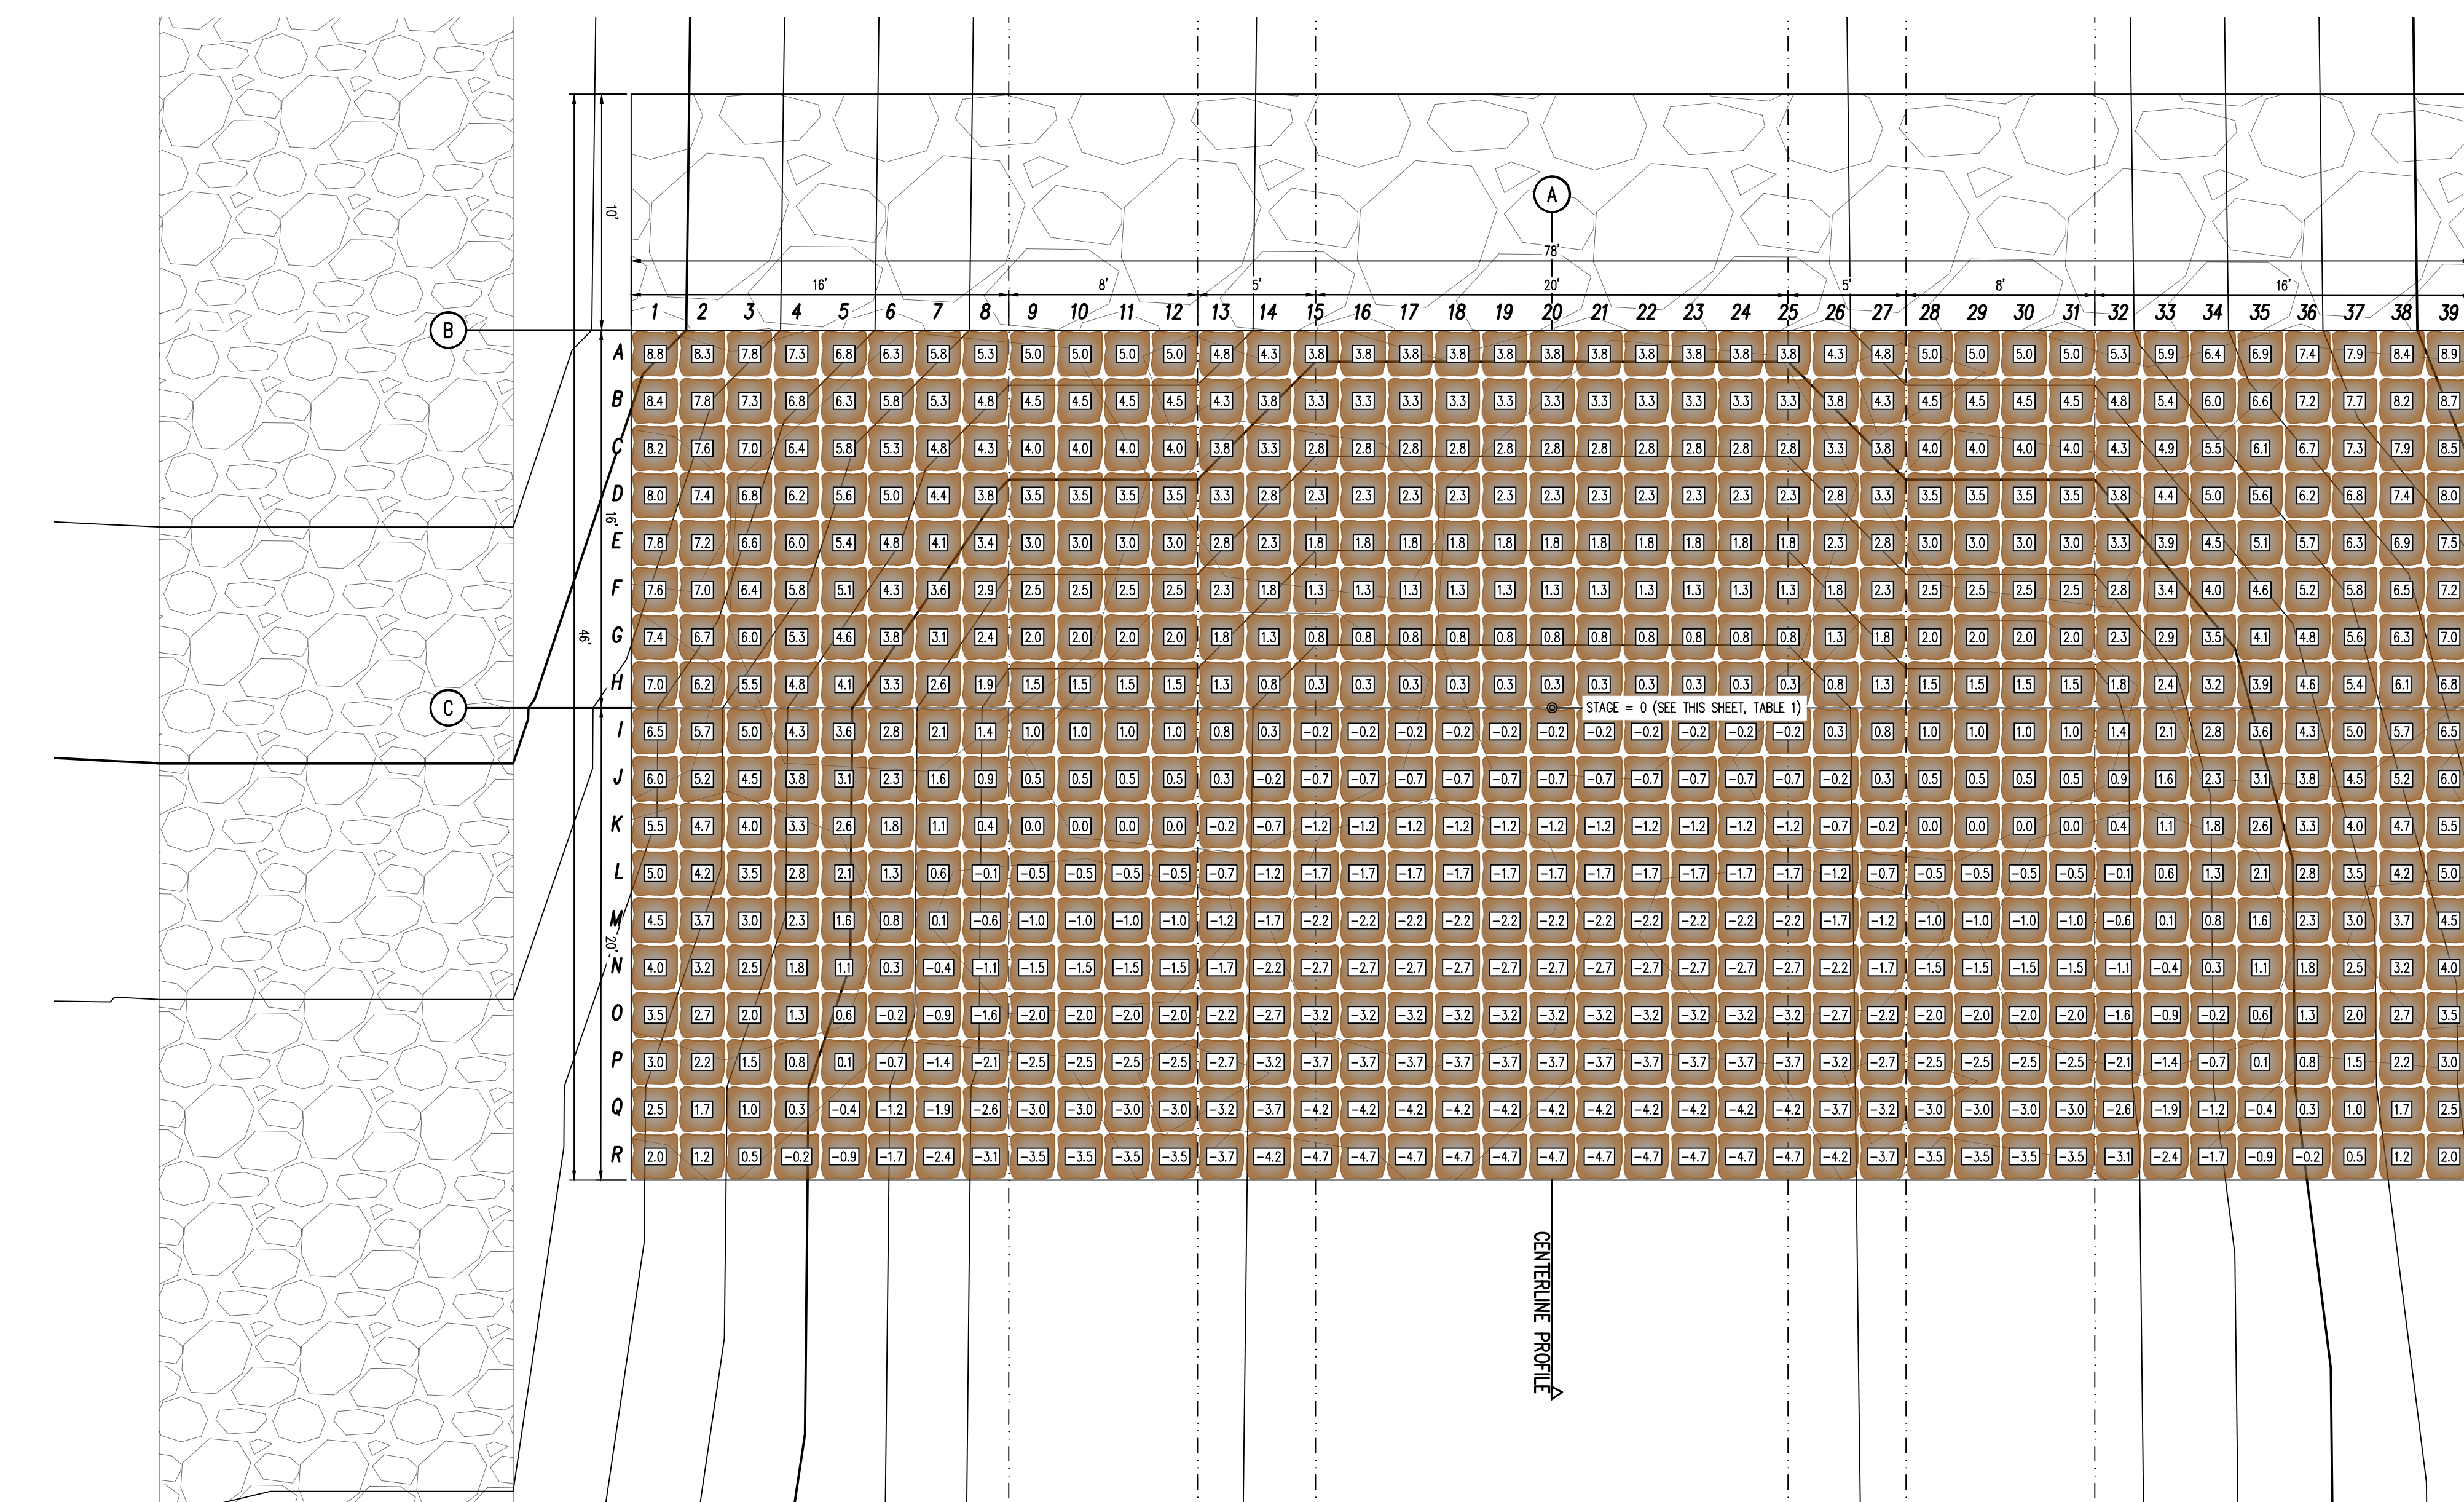 A
78'
16' 8' 5' 20' 5' 8' 16'
10'
B
1 2 3 4 5 6 7 8 9 10 11 12 13 14 15 16 17 18 19 20 21 22 23 24 25 26 27 28 29 30 31 32 33 34 35 36 37 38 39
A 8.8 8.3 7.8 7.3 6.8 6.3 5.8 5.3 5.0 5.0 5.0 5.0 4.8 4.3 3.8 3.8 3.8 3.8 3.8 3.8 3.8 3.8 3.8 3.8 3.8 4.3 4.8 5.0 5.0 5.0 5.0 5.3 5.9 6.4 6.9 7.4 7.9 8.4 8.9
B 8.4 7.8 7.3 6.8 6.3 5.8 5.3 4.8 4.5 4.5 4.5 4.5 4.3 3.8 3.3 3.3 3.3 3.3 3.3 3.3 3.3 3.3 3.3 3.3 3.3 3.8 4.3 4.5 4.5 4.5 4.5 4.8 5.4 6.0 6.6 7.2 7.7 8.2 8.7
C 8.2 7.6 7.0 6.4 5.8 5.3 4.8 4.3 4.0 4.0 4.0 4.0 3.8 3.3 2.8 2.8 2.8 2.8 2.8 2.8 2.8 2.8 2.8 2.8 2.8 3.3 3.8 4.0 4.0 4.0 4.0 4.3 4.9 5.5 6.1 6.7 7.3 7.9 8.5
D 8.0 7.4 6.8 6.2 5.6 5.0 4.4 3.8 3.5 3.5 3.5 3.5 3.3 2.8 2.3 2.3 2.3 2.3 2.3 2.3 2.3 2.3 2.3 2.3 2.3 2.8 3.3 3.5 3.5 3.5 3.5 3.8 4.4 5.0 5.6 6.2 6.8 7.4 8.0
16'
E 7.8 7.2 6.6 6.0 5.4 4.8 4.1 3.4 3.0 3.0 3.0 3.0 2.8 2.3 1.8 1.8 1.8 1.8 1.8 1.8 1.8 1.8 1.8 1.8 1.8 2.3 2.8 3.0 3.0 3.0 3.0 3.3 3.9 4.5 5.1 5.7 6.3 6.9 7.5
F 7.6 7.0 6.4 5.8 5.1 4.3 3.6 2.9 2.5 2.5 2.5 2.5 2.3 1.8 1.3 1.3 1.3 1.3 1.3 1.3 1.3 1.3 1.3 1.3 1.3 1.8 2.3 2.5 2.5 2.5 2.5 2.8 3.4 4.0 4.6 5.2 5.8 6.5 7.2
46'
G 7.4 6.7 6.0 5.3 4.6 3.8 3.1 2.4 2.0 2.0 2.0 2.0 1.8 1.3 0.8 0.8 0.8 0.8 0.8 0.8 0.8 0.8 0.8 0.8 0.8 1.3 1.8 2.0 2.0 2.0 2.0 2.3 2.9 3.5 4.1 4.8 5.6 6.3 7.0
H 7.0 6.2 5.5 4.8 4.1 3.3 2.6 1.9 1.5 1.5 1.5 1.5 1.3 0.8 0.3 0.3 0.3 0.3 0.3 0.3 0.3 0.3 0.3 0.3 0.3 0.8 1.3 1.5 1.5 1.5 1.5 1.8 2.4 3.2 3.9 4.6 5.4 6.1 6.8
C
STAGE = 0 (SEE THIS SHEET, TABLE 1)
I 6.5 5.7 5.0 4.3 3.6 2.8 2.1 1.4 1.0 1.0 1.0 1.0 0.8 0.3 -0.2 -0.2 -0.2 -0.2 -0.2 -0.2 -0.2 -0.2 -0.2 -0.2 -0.2 0.3 0.8 1.0 1.0 1.0 1.0 1.4 2.1 2.8 3.6 4.3 5.0 5.7 6.5
J 6.0 5.2 4.5 3.8 3.1 2.3 1.6 0.9 0.5 0.5 0.5 0.5 0.3 -0.2 -0.7 -0.7 -0.7 -0.7 -0.7 -0.7 -0.7 -0.7 -0.7 -0.7 -0.7 -0.2 0.3 0.5 0.5 0.5 0.5 0.9 1.6 2.3 3.1 3.8 4.5 5.2 6.0
K 5.5 4.7 4.0 3.3 2.6 1.8 1.1 0.4 0.0 0.0 0.0 0.0 -0.2 -0.7 -1.2 -1.2 -1.2 -1.2 -1.2 -1.2 -1.2 -1.2 -1.2 -1.2 -1.2 -0.7 -0.2 0.0 0.0 0.0 0.0 0.4 1.1 1.8 2.6 3.3 4.0 4.7 5.5
L 5.0 4.2 3.5 2.8 2.1 1.3 0.6 -0.1 -0.5 -0.5 -0.5 -0.5 -0.7 -1.2 -1.7 -1.7 -1.7 -1.7 -1.7 -1.7 -1.7 -1.7 -1.7 -1.7 -1.7 -1.2 -0.7 -0.5 -0.5 -0.5 -0.5 -0.1 0.6 1.3 2.1 2.8 3.5 4.2 5.0
M 4.5 3.7 3.0 2.3 1.6 0.8 0.1 -0.6 -1.0 -1.0 -1.0 -1.0 -1.2 -1.7 -2.2 -2.2 -2.2 -2.2 -2.2 -2.2 -2.2 -2.2 -2.2 -2.2 -2.2 -1.7 -1.2 -1.0 -1.0 -1.0 -1.0 -0.6 0.1 0.8 1.6 2.3 3.0 3.7 4.5
20'
N 4.0 3.2 2.5 1.8 1.1 0.3 -0.4 -1.1 -1.5 -1.5 -1.5 -1.5 -1.7 -2.2 -2.7 -2.7 -2.7 -2.7 -2.7 -2.7 -2.7 -2.7 -2.7 -2.7 -2.7 -2.2 -1.7 -1.5 -1.5 -1.5 -1.5 -1.1 -0.4 0.3 1.1 1.8 2.5 3.2 4.0
O 3.5 2.7 2.0 1.3 0.6 -0.2 -0.9 -1.6 -2.0 -2.0 -2.0 -2.0 -2.2 -2.7 -3.2 -3.2 -3.2 -3.2 -3.2 -3.2 -3.2 -3.2 -3.2 -3.2 -3.2 -2.7 -2.2 -2.0 -2.0 -2.0 -2.0 -1.6 -0.9 -0.2 0.6 1.3 2.0 2.7 3.5
P 3.0 2.2 1.5 0.8 0.1 -0.7 -1.4 -2.1 -2.5 -2.5 -2.5 -2.5 -2.7 -3.2 -3.7 -3.7 -3.7 -3.7 -3.7 -3.7 -3.7 -3.7 -3.7 -3.7 -3.7 -3.2 -2.7 -2.5 -2.5 -2.5 -2.5 -2.1 -1.4 -0.7 0.1 0.8 1.5 2.2 3.0
Q 2.5 1.7 1.0 0.3 -0.4 -1.2 -1.9 -2.6 -3.0 -3.0 -3.0 -3.0 -3.2 -3.7 -4.2 -4.2 -4.2 -4.2 -4.2 -4.2 -4.2 -4.2 -4.2 -4.2 -4.2 -3.7 -3.2 -3.0 -3.0 -3.0 -3.0 -2.6 -1.9 -1.2 -0.4 0.3 1.0 1.7 2.5
R 2.0 1.2 0.5 -0.2 -0.9 -1.7 -2.4 -3.1 -3.5 -3.5 -3.5 -3.5 -3.7 -4.2 -4.7 -4.7 -4.7 -4.7 -4.7 -4.7 -4.7 -4.7 -4.7 -4.7 -4.7 -4.2 -3.7 -3.5 -3.5 -3.5 -3.5 -3.1 -2.4 -1.7 -0.9 -0.2 0.5 1.2 2.0
CENTERLINE PROFILE